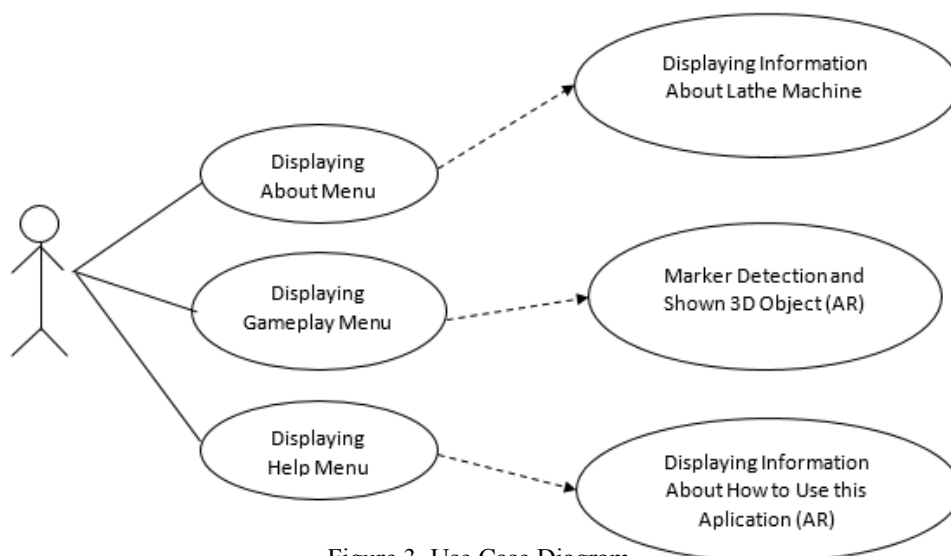 Displaying Information
About Lathe Machine
Displaying
About Menu
Displaying
Gameplay Menu
Marker Detection and
Shown 3D Object (AR)
Displaying
Help Menu
Displaying Information
About How to Use this
Aplication (AR)
Figure 3. Use Case Diagram